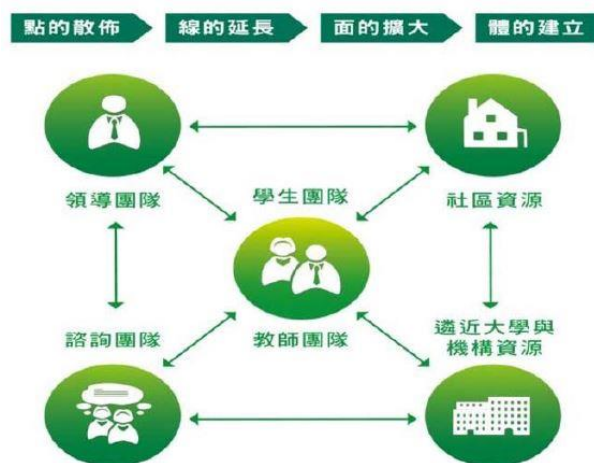 點的散佈
線的延長
面的擴大
體的建立
領導團隊
學生團隊
社區資源
諮詢團隊
教師團隊
遴近大學與
機構資源